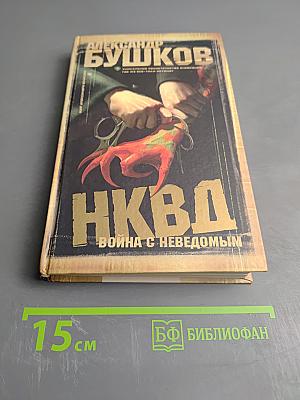 АЛЕКСАНДР
БУШКОВ
НКВД
ВОЙНА С НЕВЕДОМЫМ
15 см
БФ БИБЛИОФАН